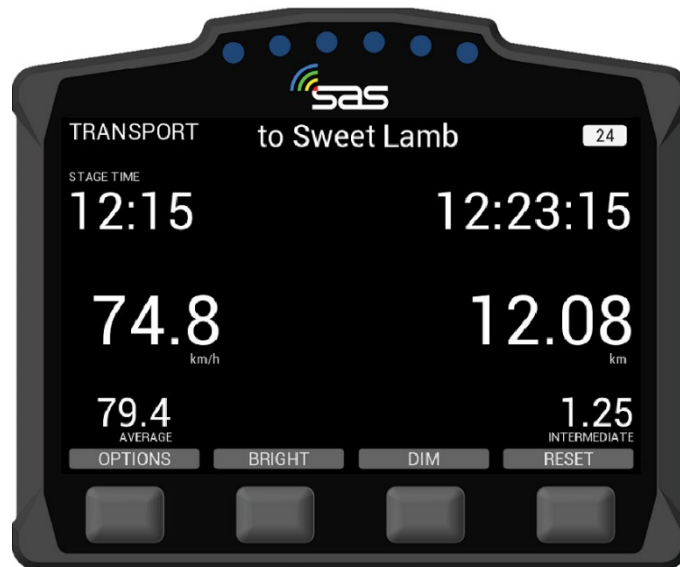 sas
TRANSPORT to Sweet Lamb 24
STAGE TIME
12:15 12:23:15
74.8 12.08
km/h km
79.4 1.25
AVERAGE INTERMEDIATE
OPTIONS BRIGHT DIM RESET